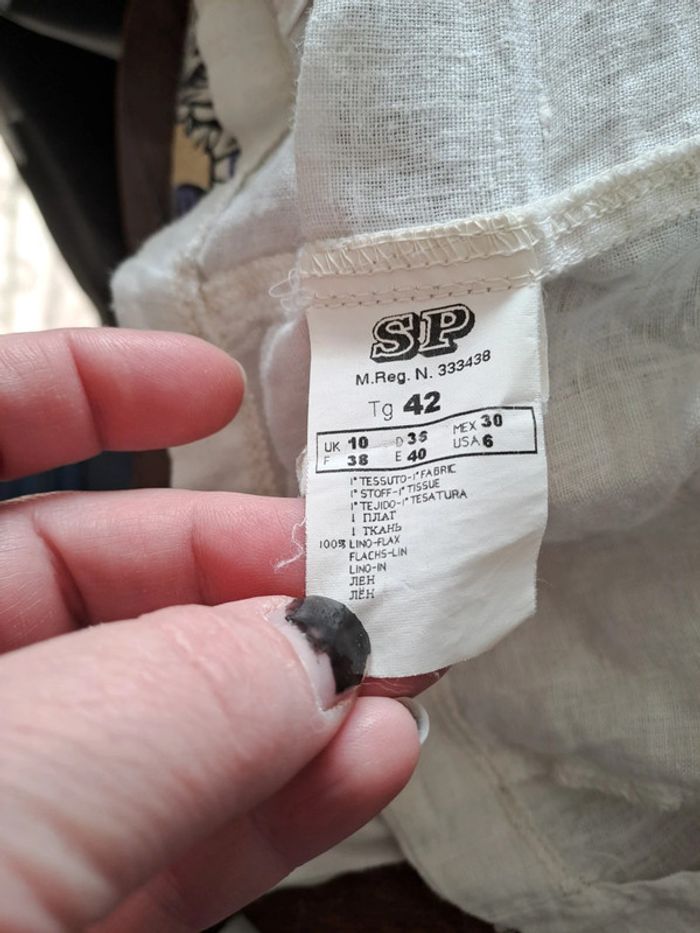 SP
M.Reg. N. 333438
Tg 42
UK 10 D 36 MEX 30
F 38 E 40 USA 6
1° TESSUTO-1° FABRIC
1° STOFF-1° TISSUE
1° TEJIDO-1° TESATURA
1 ПЛАТ
1 ТКАНЬ
100% LINO-FLAX
FLACHS-LIN
LINO-IN
ЛЕН
ЛЁН